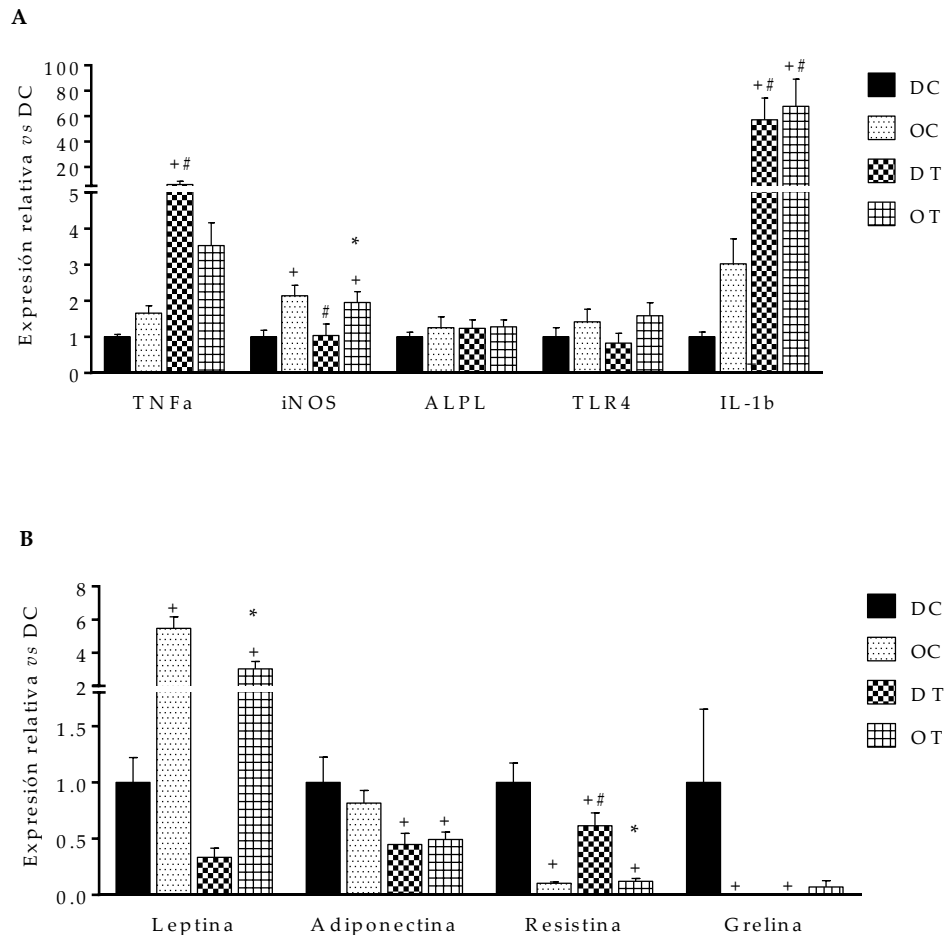 A
Expresión relativa vs DC
100
80
60
40
20
5
4
3
2
1
0
+ #
+
#
*
+
+ #
+ #
TNFa iNOS ALPL TLR4 IL-1b
DC
OC
DT
OT
B
Expresión relativa vs DC
8
6
4
2
1.5
1.0
0.5
0.0
+
*
+
+
+
+
+ #
*
+
+
+
Leptina Adiponectina Resistina Grelina
DC
OC
DT
OT